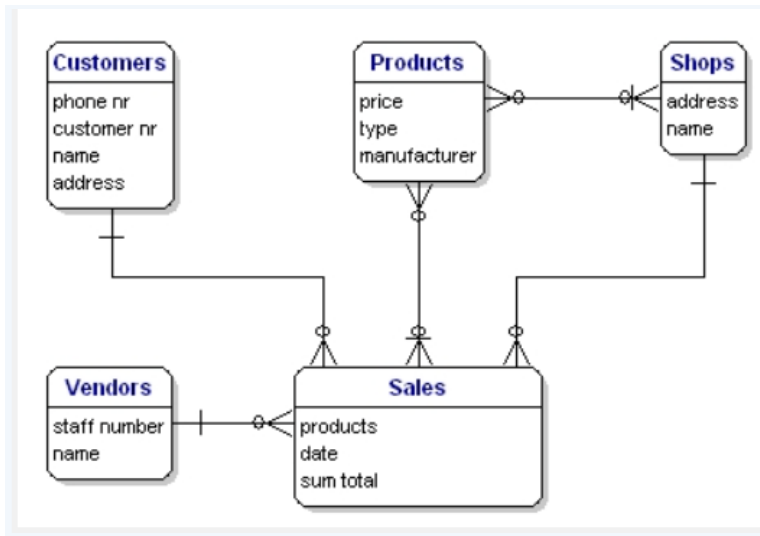 Customers
phone nr
customer nr
name
address
Products
price
type
manufacturer
Shops
address
name
Vendors
staff number
name
Sales
products
date
sum total